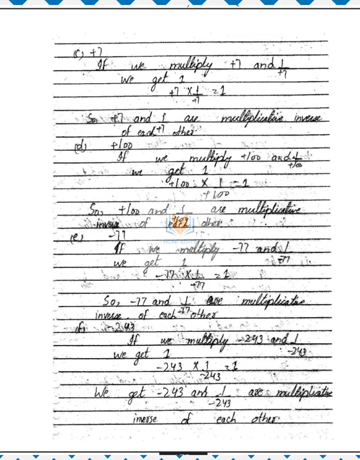 (c) +7
If we multiply +7 and 1/+7
we get 1
+7 × 1/+7 = 1
So, +7 and 1/+7 are multiplicative inverse
of each other
(d) +100
If we multiply +100 and 1/+100
we get 1
+100 × 1/+100 = 1
So, +100 and 1 are multiplicative
inverse of other
(e) -77
If we multiply -77 and 1/-77
we get 1
-77 × 1/-77 = 1
So, -77 and 1/-77 are multiplicative
inverse of each other
(f) -243
If we multiply -243 and 1/-243
we get 1
-243 × 1/-243 = 1
We get -243 and 1/-243 are multiplicative
inesse of each other